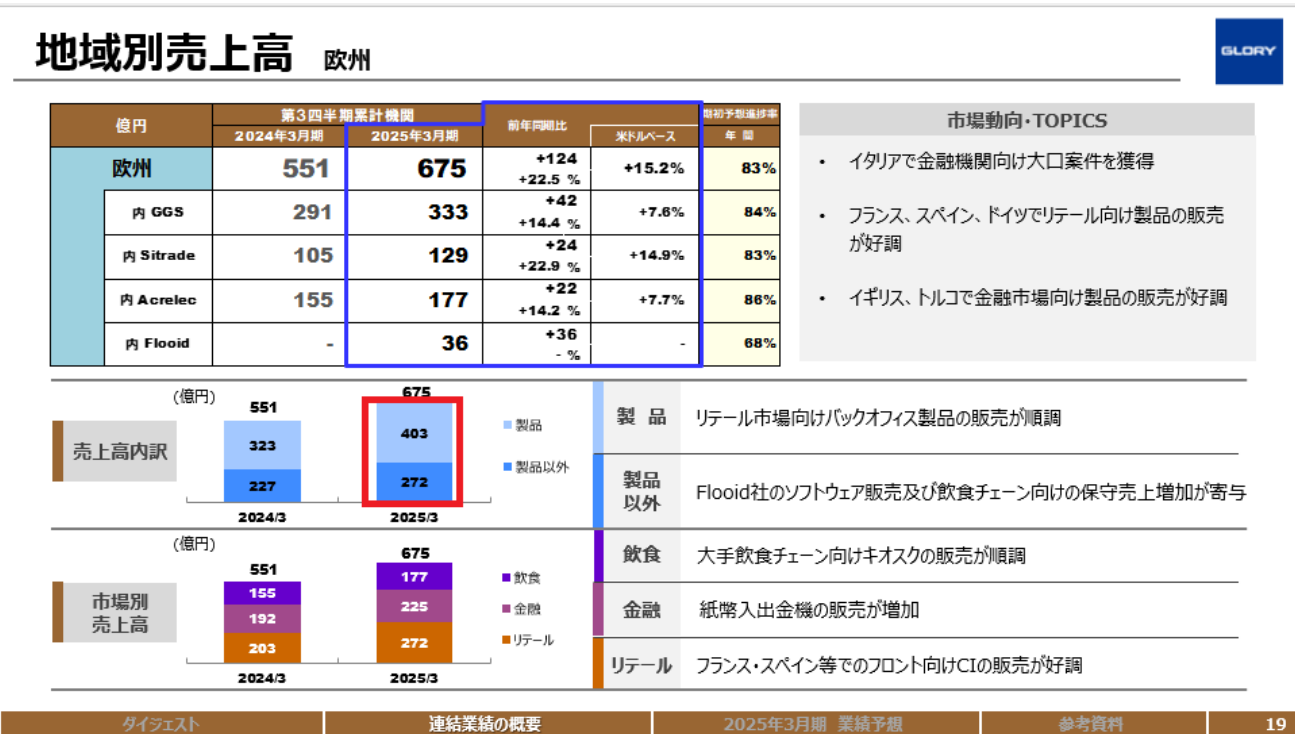 地域別売上高 欧州
GLORY
億円 第3四半期累計機関 前年同期比 期初予想進捗率
2024年3月期 2025年3月期 米ドルベース 年 間
欧州 551 675 +124 +22.5 % +15.2% 83%
内 GGS 291 333 +42 +14.4 % +7.6% 84%
内 Sitrade 105 129 +24 +22.9 % +14.9% 83%
内 Acrelec 155 177 +22 +14.2 % +7.7% 86%
内 Flooid - 36 +36 - % - 68%
市場動向・TOPICS
• イタリアで金融機関向け大口案件を獲得
• フランス、スペイン、ドイツでリテール向け製品の販売
が好調
• イギリス、トルコで金融市場向け製品の販売が好調
売上高内訳
(億円)
551 675
323 403
227 272
2024/3 2025/3
■製品
■製品以外
製 品 リテール市場向けバックオフィス製品の販売が順調
製品
以外
Flooid社のソフトウェア販売及び飲食チェーン向けの保守売上増加が寄与
市場別
売上高
(億円)
551 675
155 177
192 225
203 272
2024/3 2025/3
■飲食
■金融
■リテール
飲食 大手飲食チェーン向けキオスクの販売が順調
金融 紙幣入出金機の販売が増加
リテール フランス・スペイン等でのフロント向けCIの販売が好調
ダイジェスト 連結業績の概要 2025年3月期 業績予想 参考資料 19